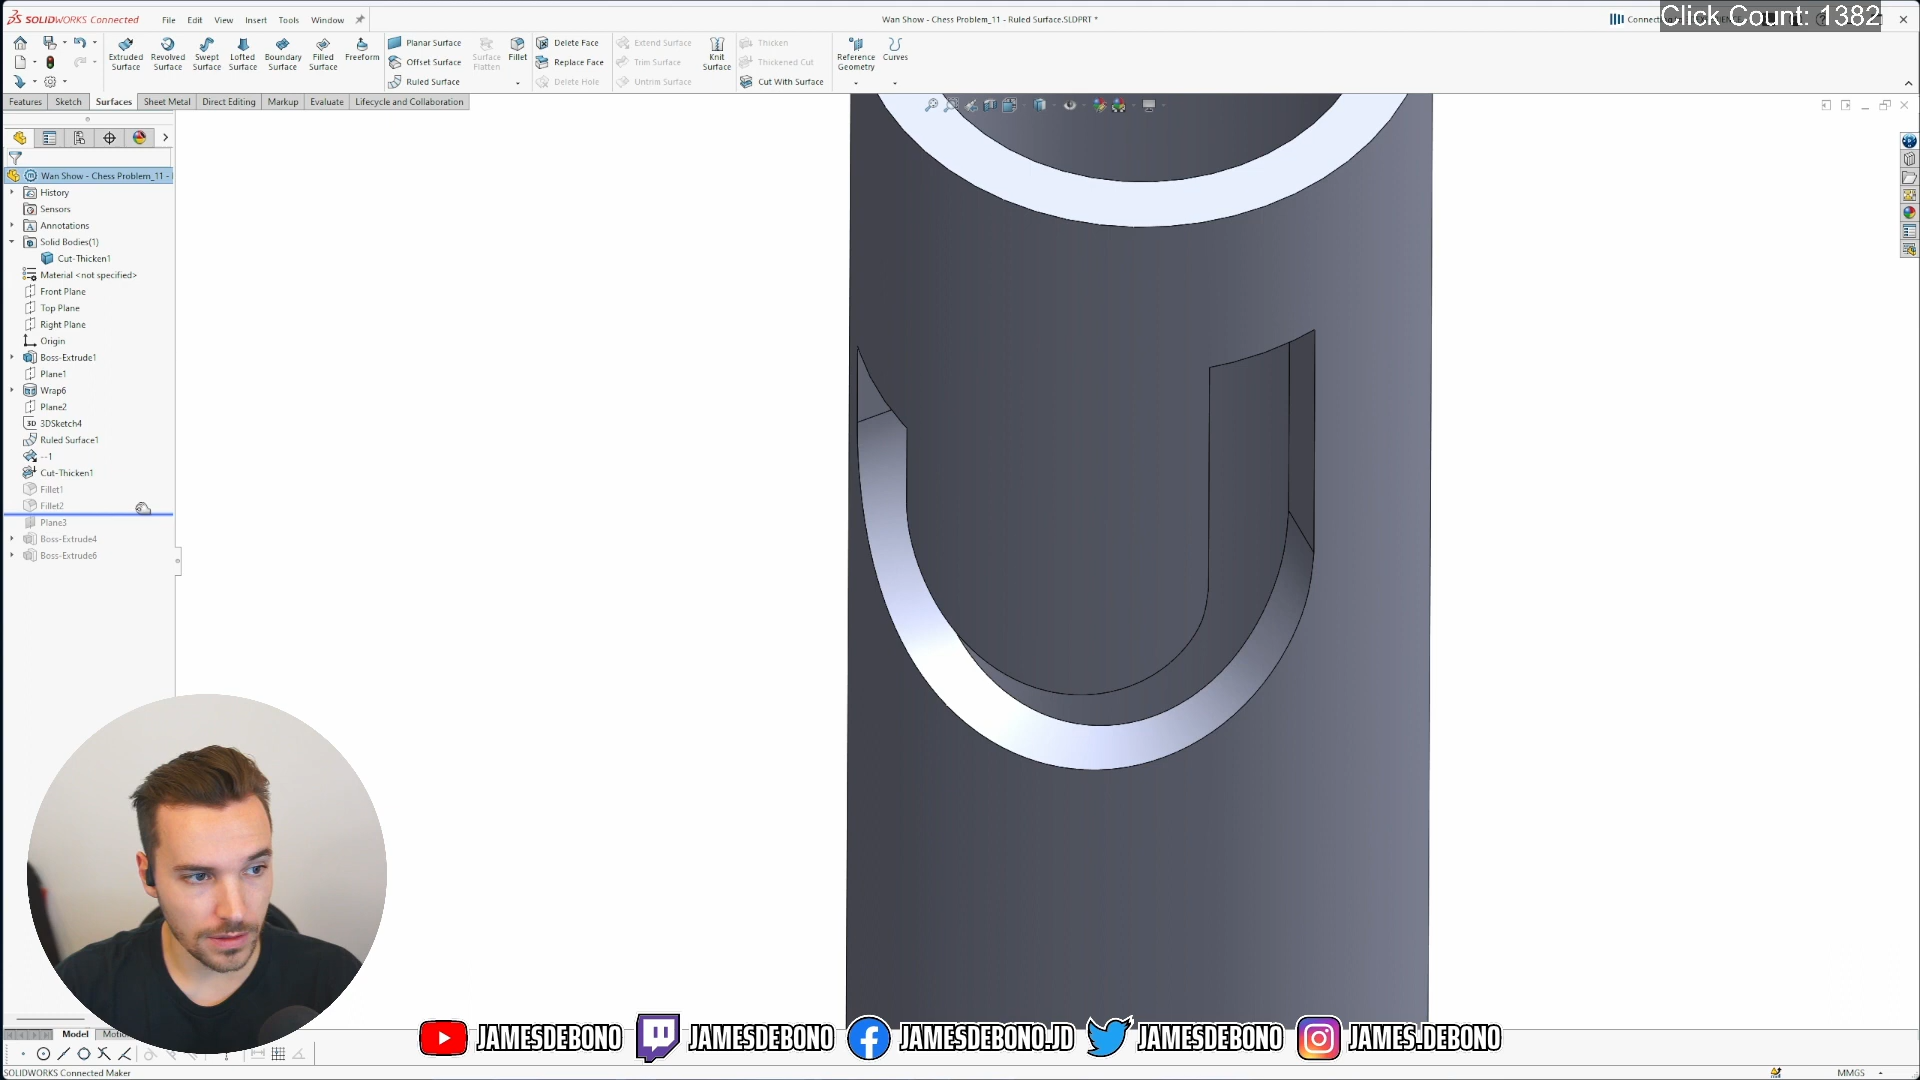 SOLIDWORKS Connected
File Edit View Insert Tools Window
Wan Show - Chess Problem_11 - Ruled Surface.SLDPRT *
Click Count: 1382
Extruded Surface
Revolved Surface
Swept Surface
Lofted Surface
Boundary Surface
Filled Surface
Freeform
Planar Surface
Offset Surface
Ruled Surface
Surface Flatten
Fillet
Delete Face
Replace Face
Delete Hole
Extend Surface
Trim Surface
Untrim Surface
Knit Surface
Thicken
Thickened Cut
Cut With Surface
Reference Geometry
Curves
Features Sketch Surfaces Sheet Metal Direct Editing Markup Evaluate Lifecycle and Collaboration
Wan Show - Chess Problem_11 -
History
Sensors
Annotations
Solid Bodies(1)
Cut-Thicken1
Material <not specified>
Front Plane
Top Plane
Right Plane
Origin
Boss-Extrude1
Plane1
Wrap6
Plane2
3D 3DSketch4
Ruled Surface1
--1
Cut-Thicken1
Fillet1
Fillet2
Plane3
Boss-Extrude4
Boss-Extrude6
Model
JAMESDEBONO JAMESDEBONO JAMESDEBONO.JD JAMESDEBONO JAMES.DEBONO
SOLIDWORKS Connected Maker
MMGS